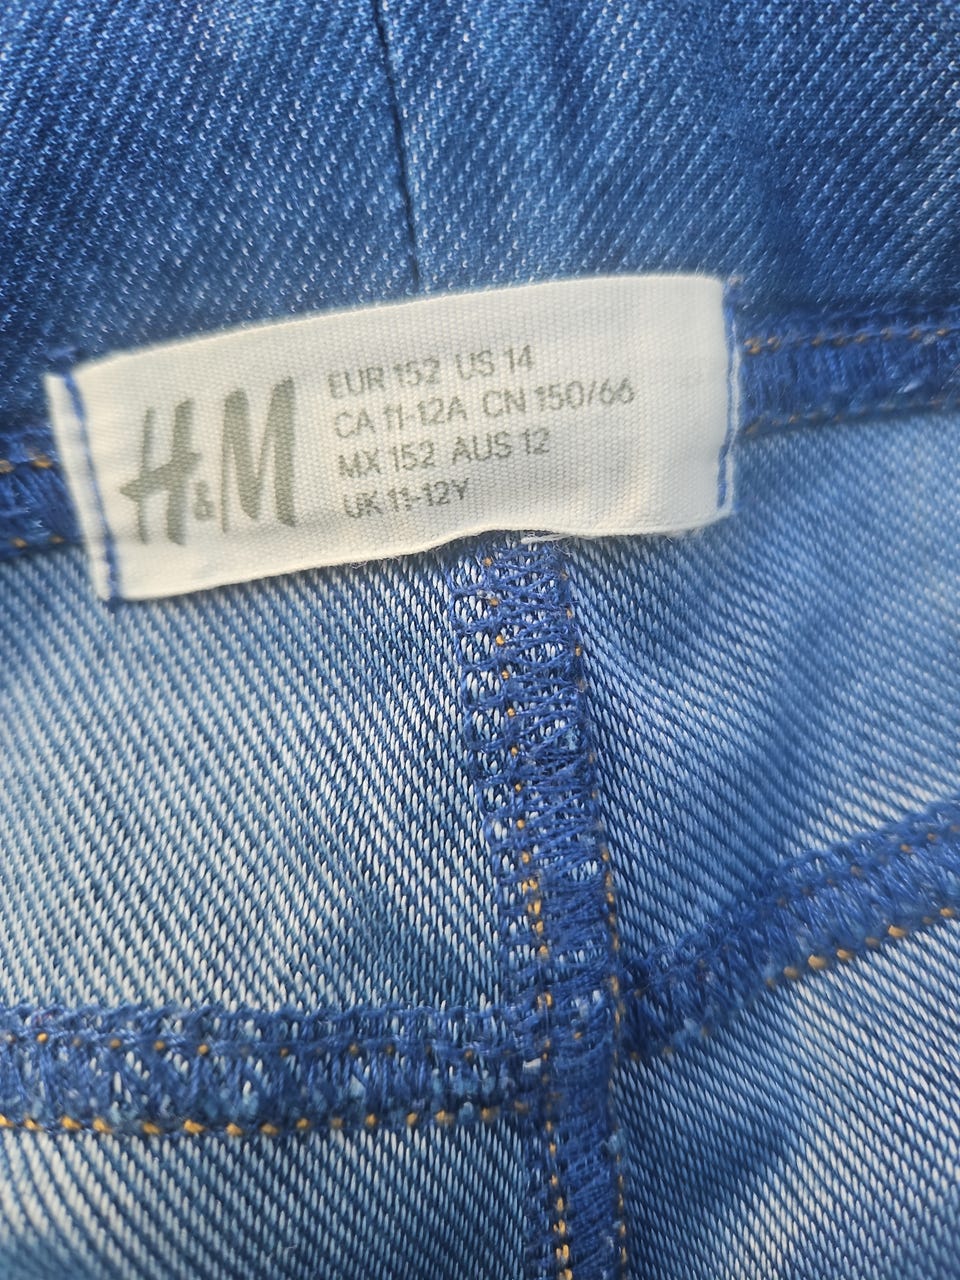 H&M
EUR 152 US 14
CA 11-12A CN 150/66
MX 152 AUS 12
UK 11-12Y